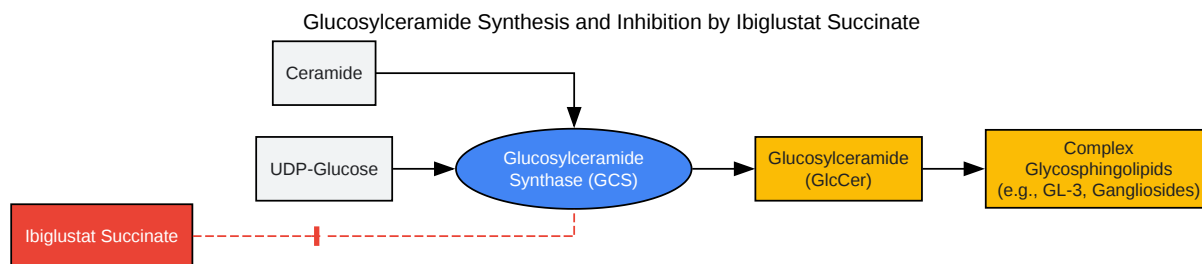 Glucosylceramide Synthesis and Inhibition by Ibiglustat Succinate
Ceramide
UDP-Glucose
Glucosylceramide
Synthase (GCS)
Glucosylceramide
(GlcCer)
Complex
Glycosphingolipids
(e.g., GL-3, Gangliosides)
Ibiglustat Succinate